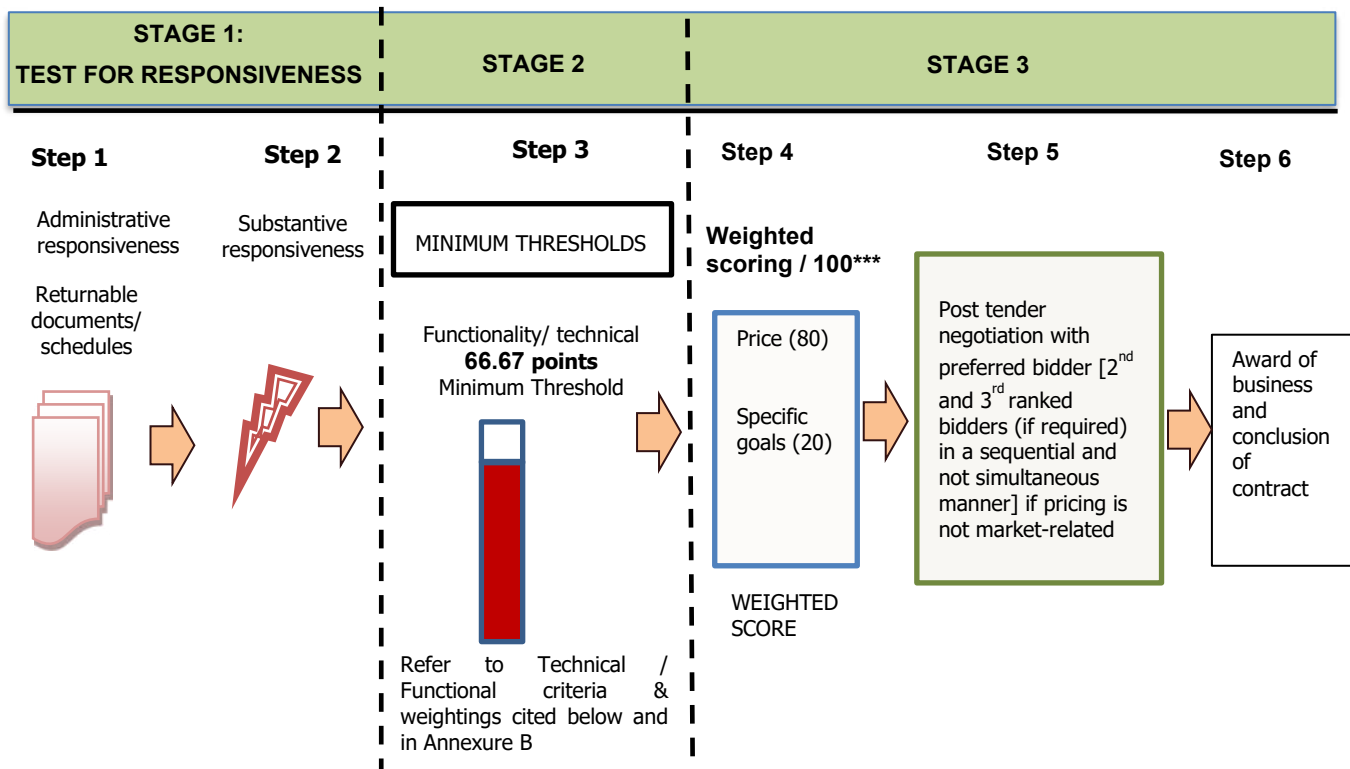 STAGE 1:
TEST FOR RESPONSIVENESS
STAGE 2
STAGE 3
Step 1
Step 2
Step 3
Step 4
Step 5
Step 6
Administrative
responsiveness
Returnable
documents/
schedules
Substantive
responsiveness
MINIMUM THRESHOLDS
Functionality/ technical
66.67 points
Minimum Threshold
Refer to Technical /
Functional criteria &
weightings cited below and
in Annexure B
Weighted
scoring / 100***
Price (80)
Specific
goals (20)
WEIGHTED
SCORE
Post tender
negotiation with
preferred bidder [2nd
and 3rd ranked
bidders (if required)
in a sequential and
not simultaneous
manner] if pricing is
not market-related
Award of
business
and
conclusion
of
contract